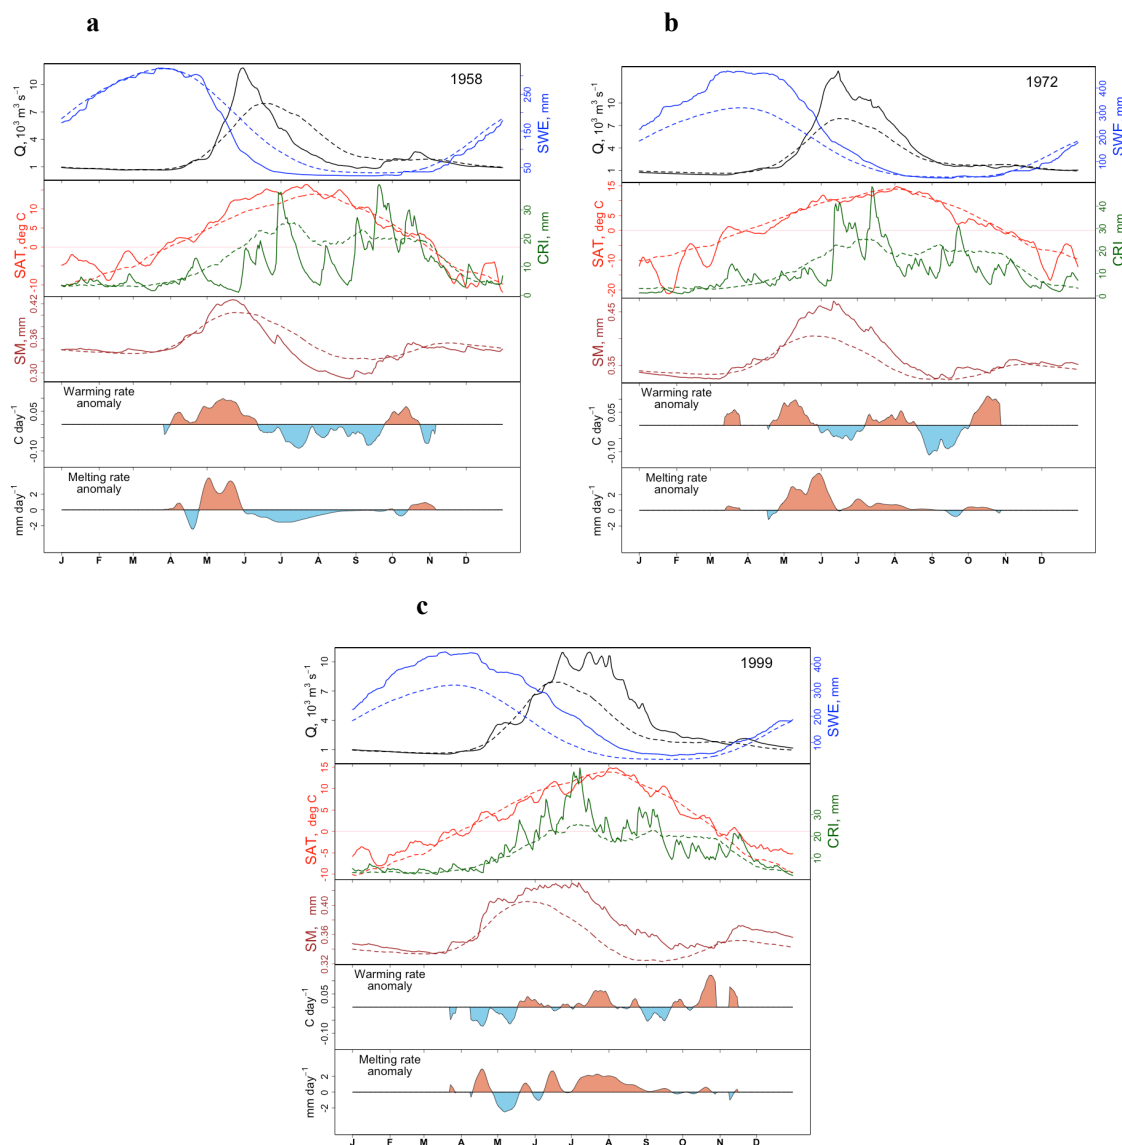 a
1958
Q, 10³ m³ s⁻¹
1 4 7 10
SWE, mm
50 150 250
SAT, deg C
-10 -5 0 5 10
CRI, mm
0 10 20 30
SM, mm
0.30 0.36 0.42
Warming rate
anomaly
C day⁻¹
-0.10 0.05
Melting rate
anomaly
mm day⁻¹
-2 0 2
J F M A M J J A S O N D
b
1972
Q, 10³ m³ s⁻¹
1 4 7 10
SWE, mm
100 200 300 400
SAT, deg C
-20 -10 -5 0 5 10 15
CRI, mm
0 10 20 30 40
SM, mm
0.35 0.45
Warming rate
anomaly
C day⁻¹
-0.10 0.05
Melting rate
anomaly
mm day⁻¹
-2 0 2
J F M A M J J A S O N D
c
1999
Q, 10³ m³ s⁻¹
1 4 7 10
SWE, mm
100 200 300 400
SAT, deg C
-10 -5 0 5 10 15
CRI, mm
10 20 30
SM, mm
0.32 0.36 0.40
Warming rate
anomaly
C day⁻¹
-0.10 0.05
Melting rate
anomaly
mm day⁻¹
-2 0 2
J F M A M J J A S O N D